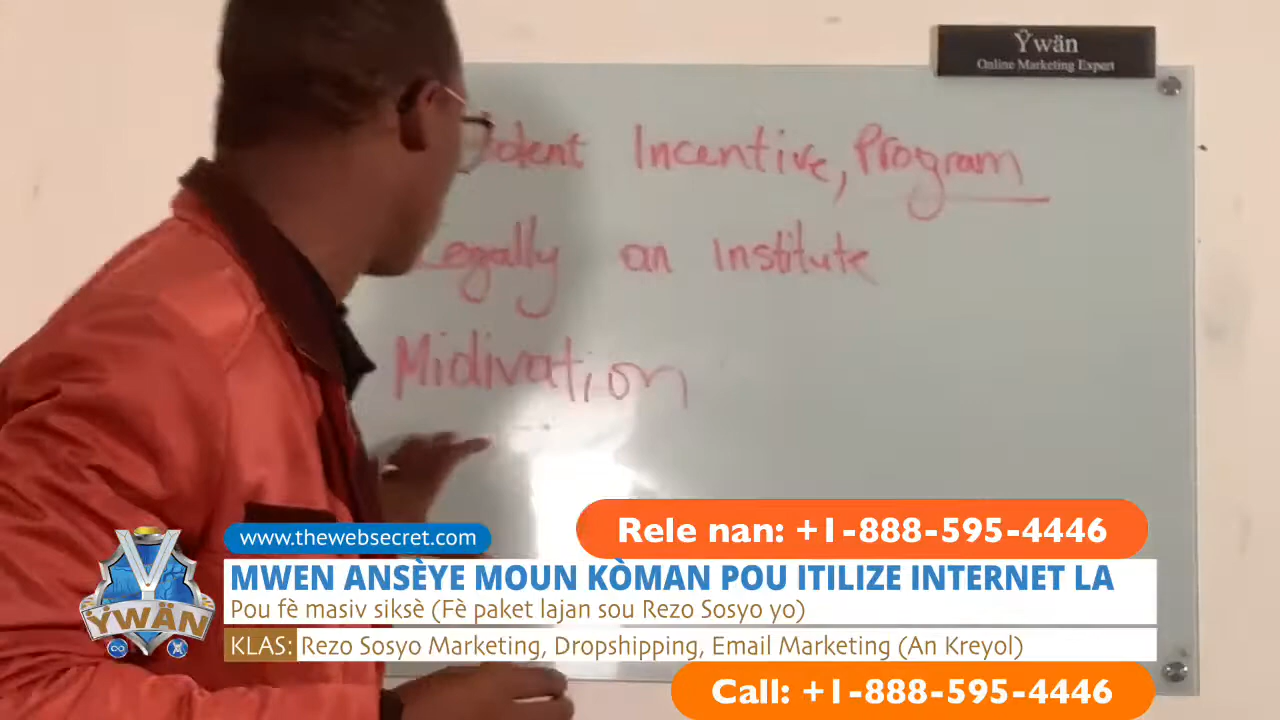 Ÿwän
Online Marketing Expert
Incentive, Program
Legally an institute
Midivation
Rele nan: +1-888-595-4446
www.thewebsecret.com
MWEN ANSÈYE MOUN KÒMAN POU ITILIZE INTERNET LA
Pou fè masiv siksè (Fè paket lajan sou Rezo Sosyo yo)
KLAS: Rezo Sosyo Marketing, Dropshipping, Email Marketing (An Kreyol)
Call: +1-888-595-4446
Y
ŸWÄN